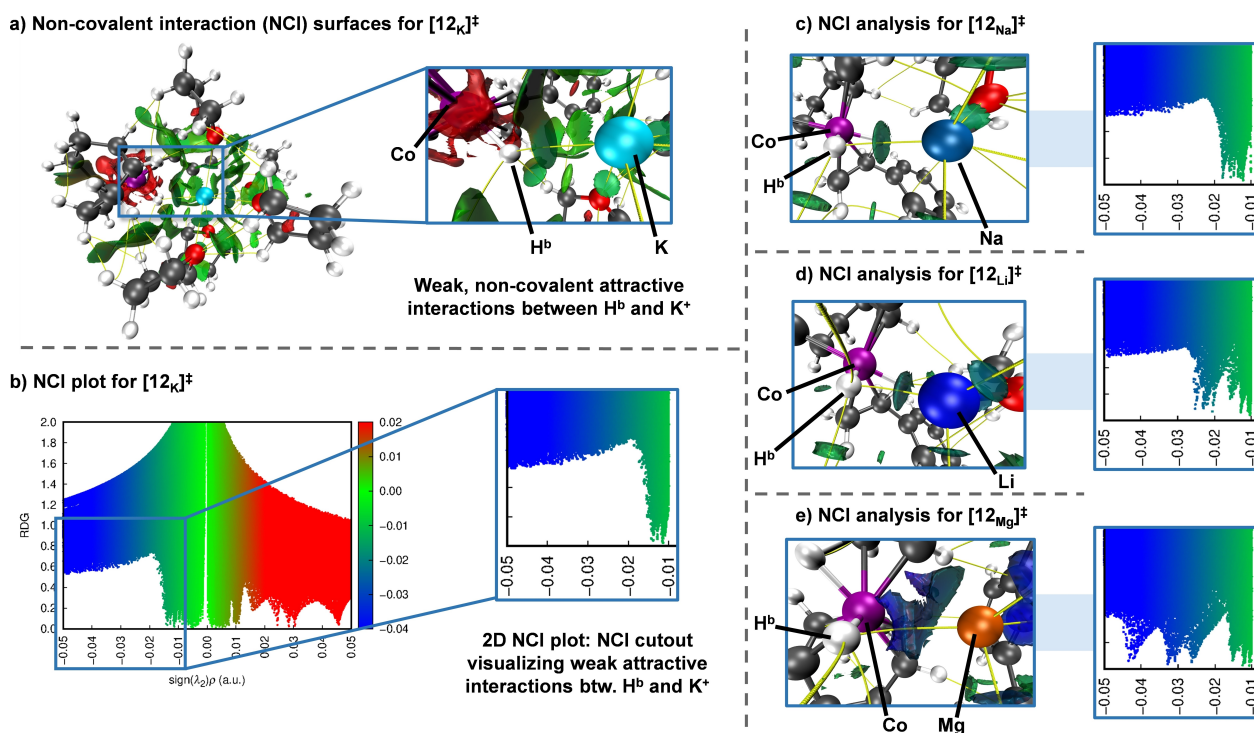 a) Non-covalent interaction (NCI) surfaces for [12K]‡
Co
Hb
K
Weak, non-covalent attractive
interactions between Hb and K+
b) NCI plot for [12K]‡
RDG
2.0
1.8
1.6
1.4
1.2
1.0
0.8
0.6
0.4
0.2
0.0
−0.05
−0.04
−0.03
−0.02
−0.01
0.00
0.01
0.02
0.03
0.04
0.05
sign(λ2)ρ (a.u.)
0.02
0.01
0.00
−0.01
−0.02
−0.03
−0.04
−0.05
−0.04
−0.03
−0.02
−0.01
2D NCI plot: NCI cutout
visualizing weak attractive
interactions btw. Hb and K+
c) NCI analysis for [12Na]‡
Co
Hb
Na
−0.05
−0.04
−0.03
−0.02
−0.01
d) NCI analysis for [12Li]‡
Co
Hb
Li
−0.05
−0.04
−0.03
−0.02
−0.01
e) NCI analysis for [12Mg]‡
Hb
Co
Mg
−0.05
−0.04
−0.03
−0.02
−0.01